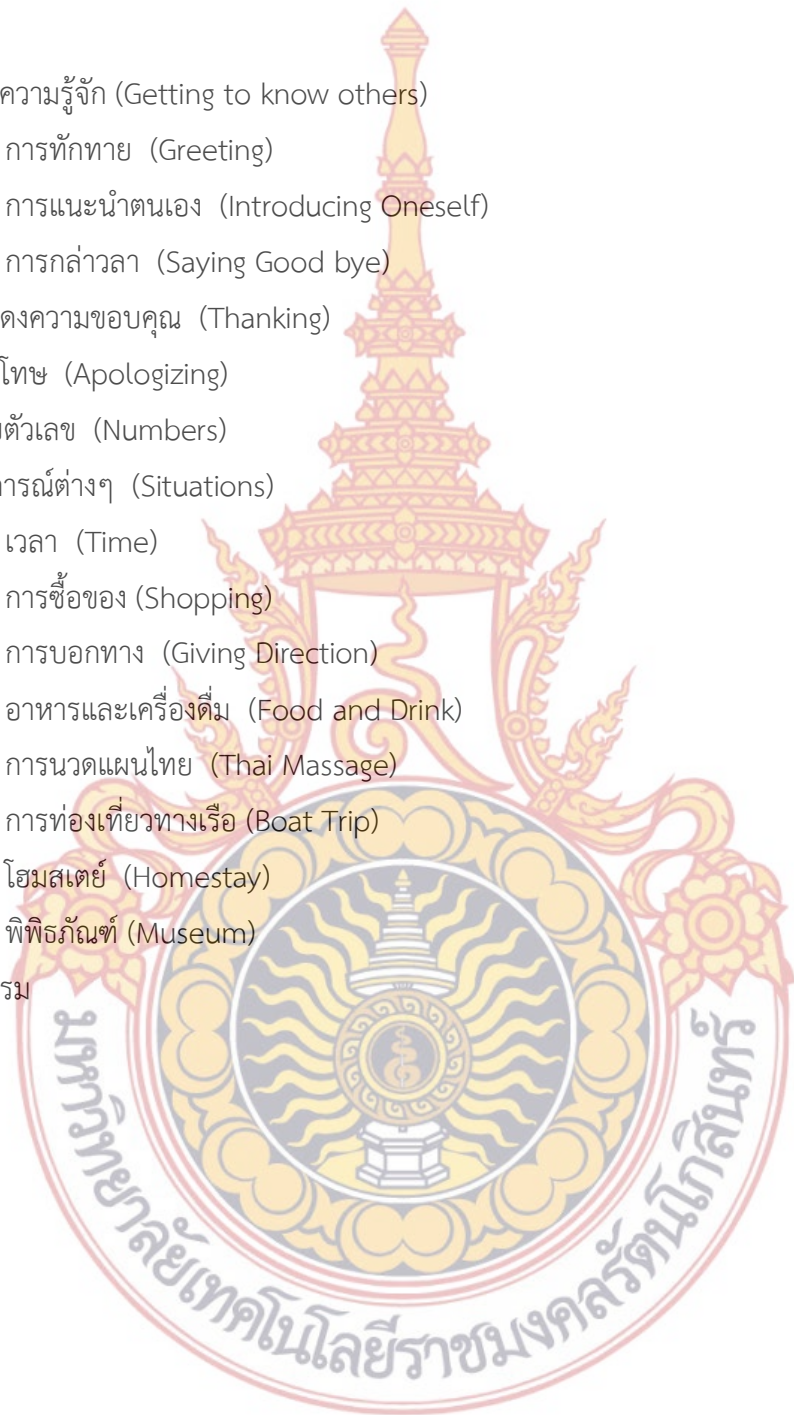 ความรู้จัก (Getting to know others)
การทักทาย (Greeting)
การแนะนำตนเอง (Introducing Oneself)
การกล่าวลา (Saying Good bye)
ดงความขอบคุณ (Thanking)
โทษ (Apologizing)
ตัวเลข (Numbers)
การณ์ต่างๆ (Situations)
เวลา (Time)
การซื้อของ (Shopping)
การบอกทาง (Giving Direction)
อาหารและเครื่องดื่ม (Food and Drink)
การนวดแผนไทย (Thai Massage)
การท่องเที่ยวทางเรือ (Boat Trip)
โฮมสเตย์ (Homestay)
พิพิธภัณฑ์ (Museum)
รม
มหาวิทยาลัยเทคโนโลยีราชมงคลรัตนโกสินทร์